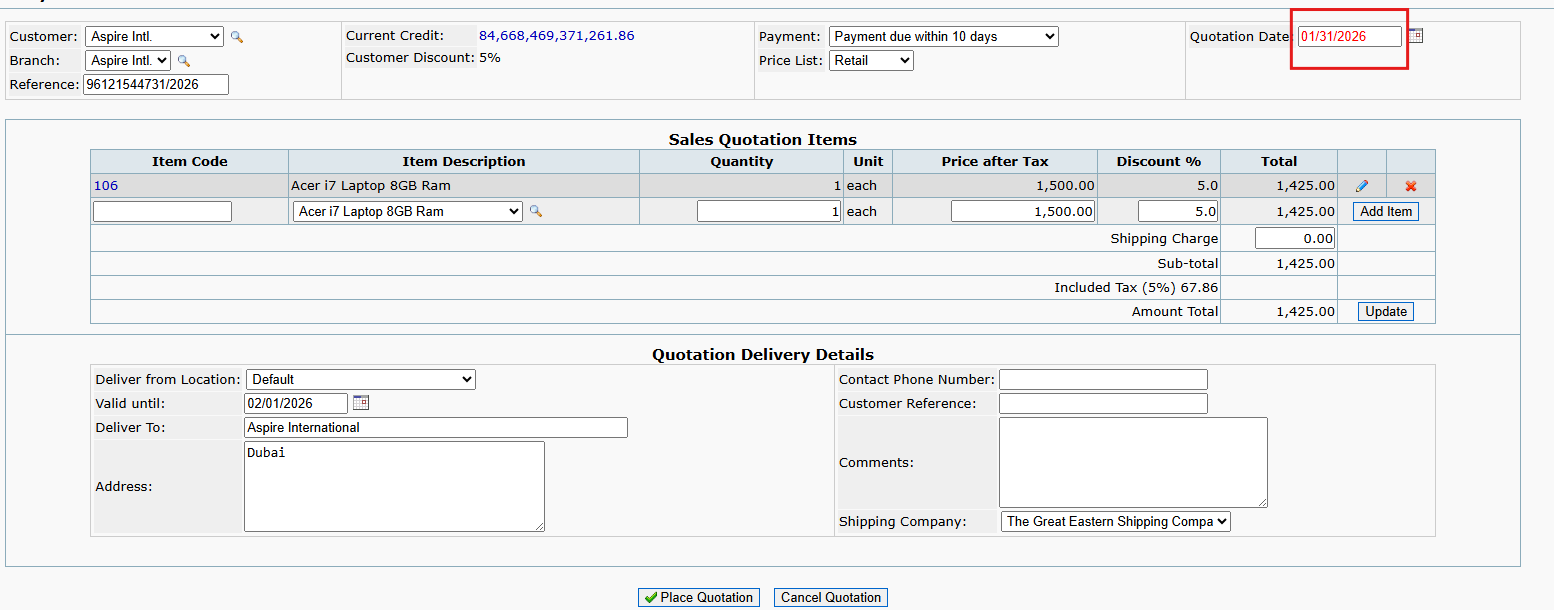 Customer: Aspire Intl.
Branch: Aspire Intl.
Reference: 96121544731/2026
Current Credit: 84,668,469,371,261.86
Customer Discount: 5%
Payment: Payment due within 10 days
Price List: Retail
Quotation Date: 01/31/2026
Sales Quotation Items
Item Code Item Description Quantity Unit Price after Tax Discount % Total
106 Acer i7 Laptop 8GB Ram 1 each 1,500.00 5.0 1,425.00
Acer i7 Laptop 8GB Ram 1 each 1,500.00 5.0 1,425.00 Add Item
Shipping Charge 0.00
Sub-total 1,425.00
Included Tax (5%) 67.86
Amount Total 1,425.00 Update
Quotation Delivery Details
Deliver from Location: Default
Valid until: 02/01/2026
Deliver To: Aspire International
Address: Dubai
Contact Phone Number:
Customer Reference:
Comments:
Shipping Company: The Great Eastern Shipping Compa
Place Quotation Cancel Quotation